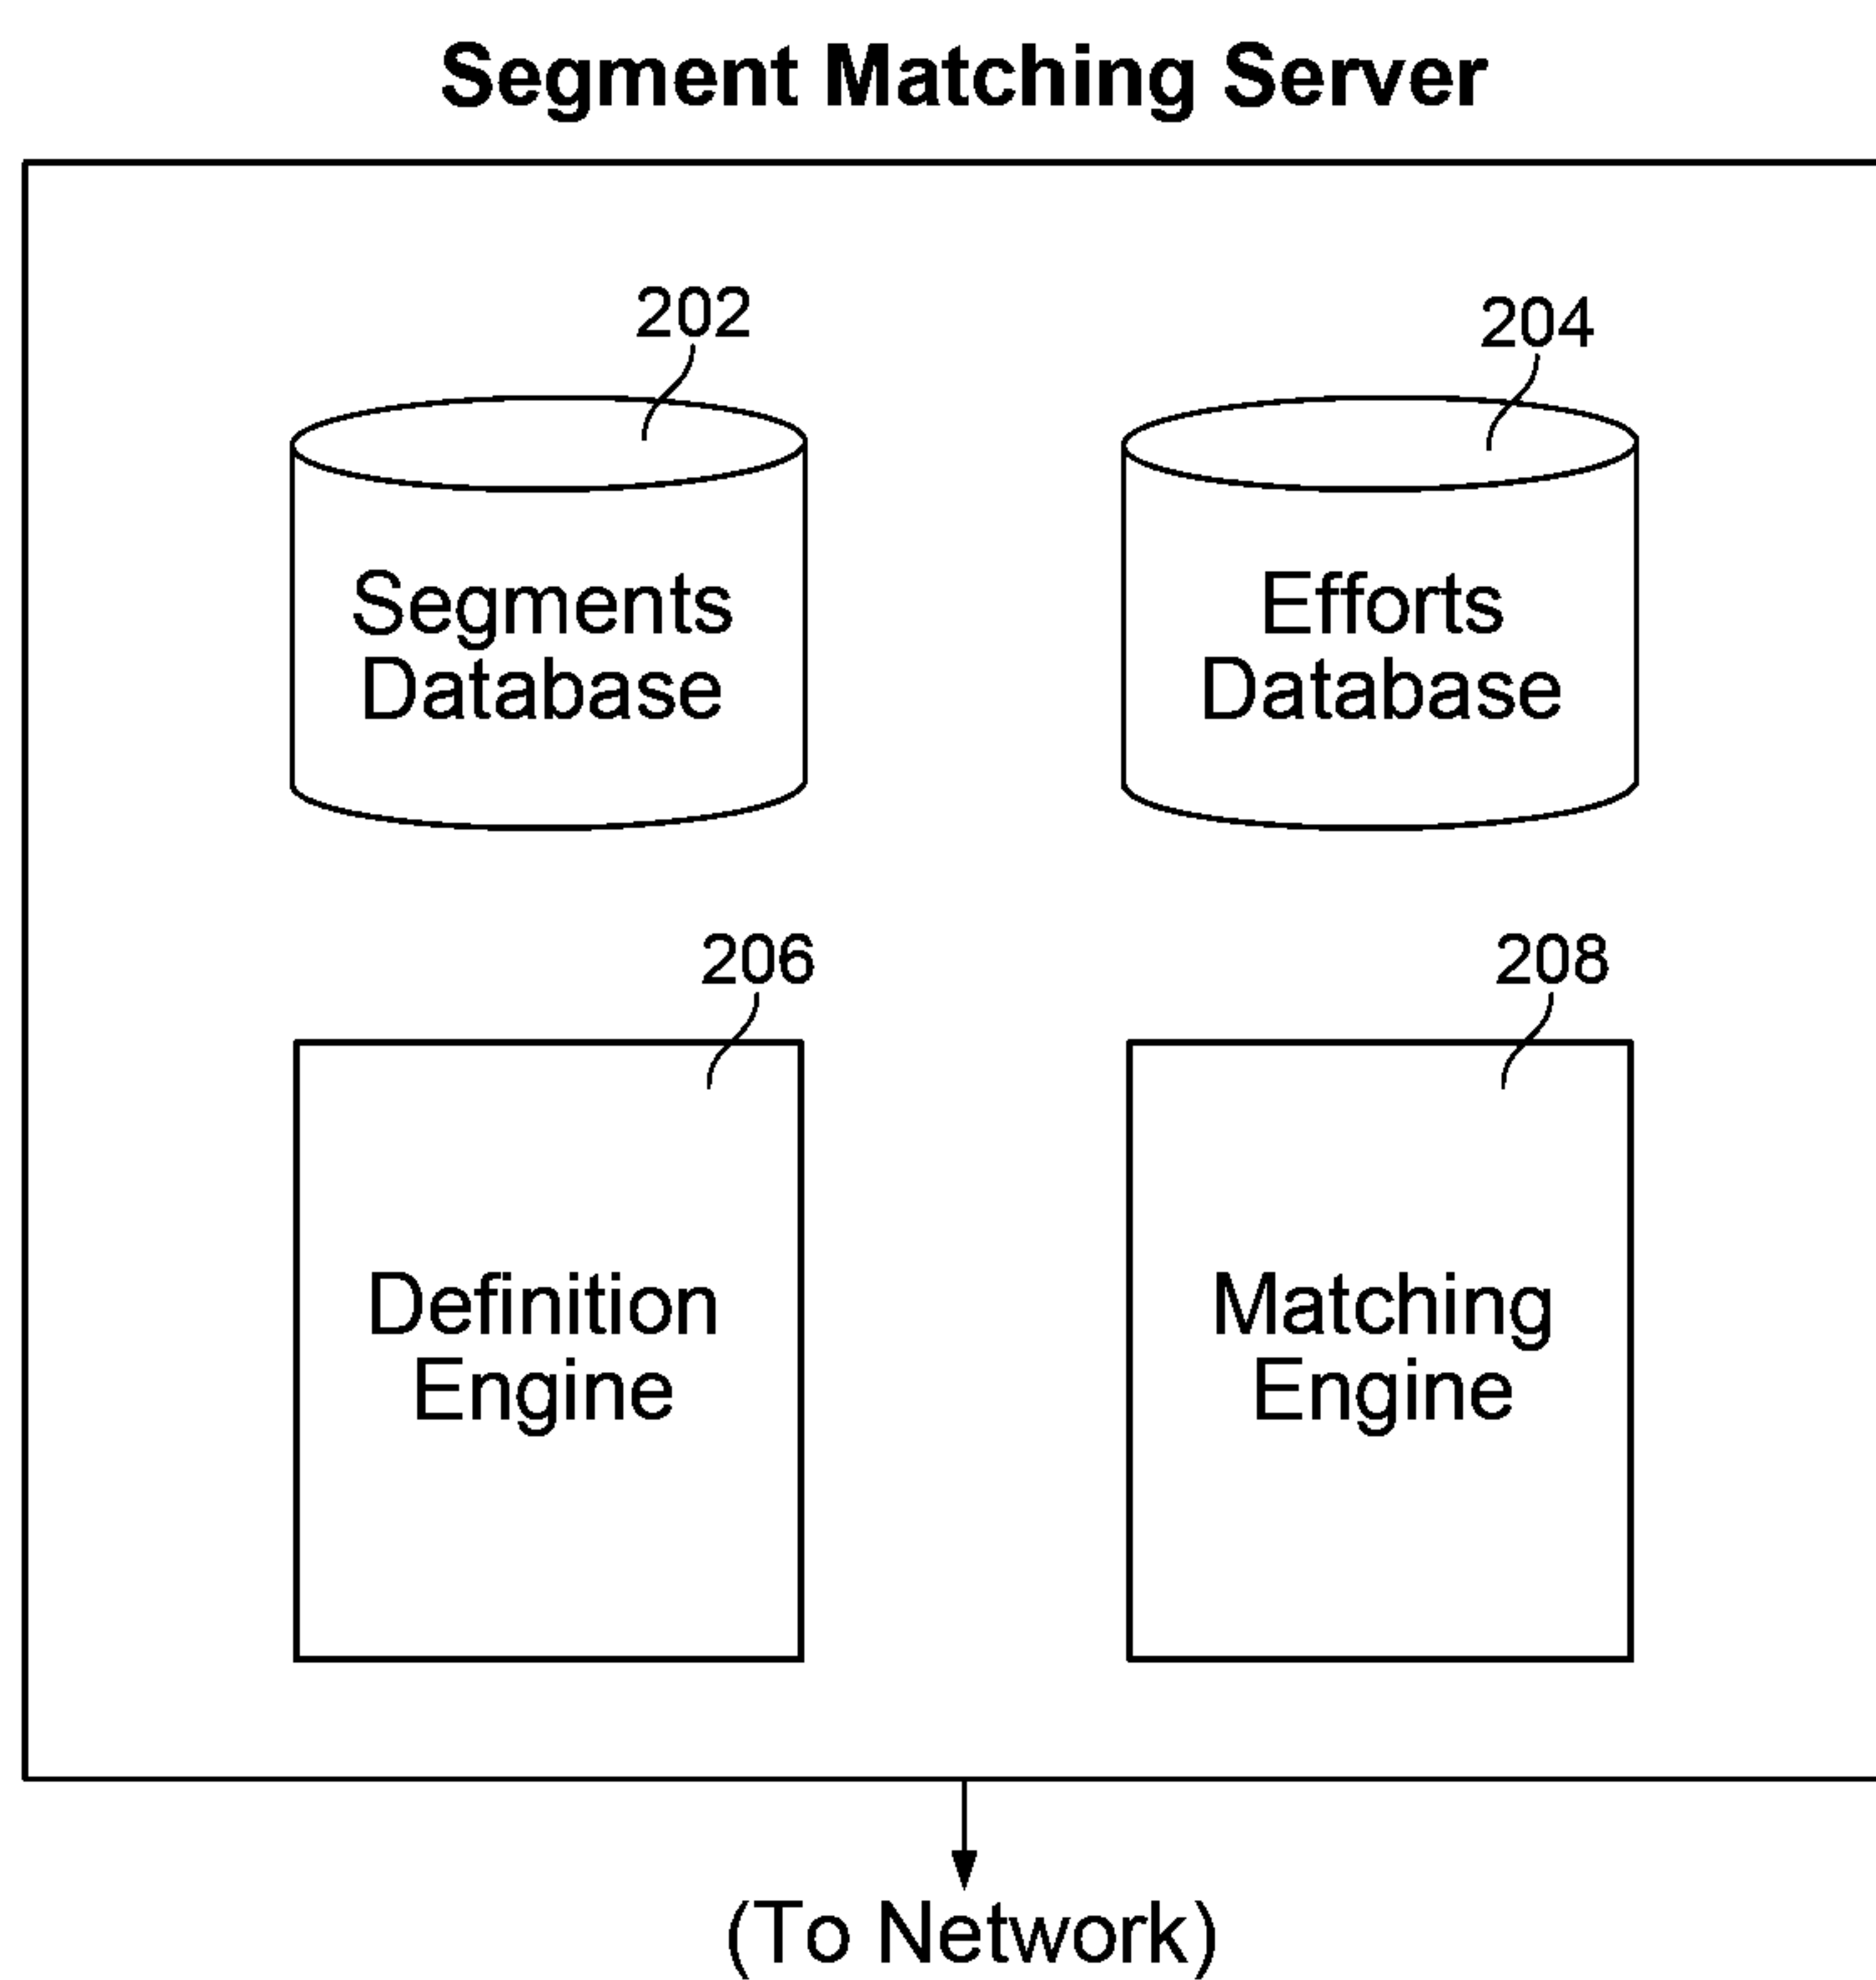 Segment Matching Server
202
204
Segments
Database
Efforts
Database
206
208
Definition
Engine
Matching
Engine
(To Network)